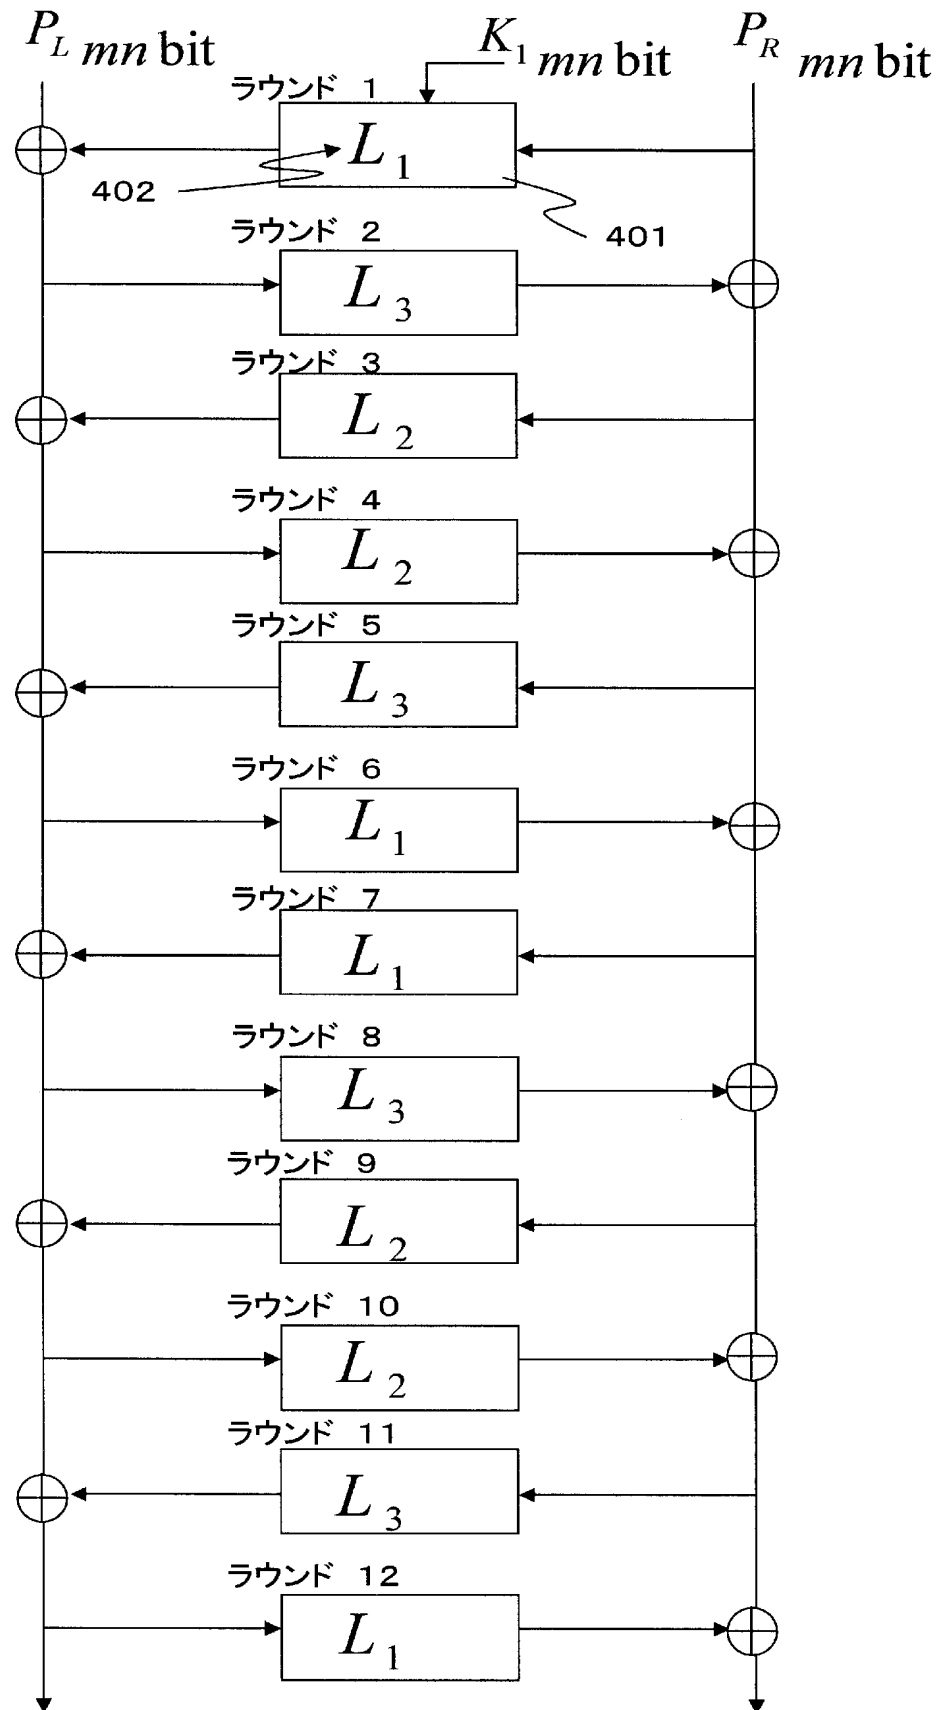 P_L mn bit K_1 mn bit P_R mn bit
ラウンド 1
L_1
402
401
ラウンド 2
L_3
ラウンド 3
L_2
ラウンド 4
L_2
ラウンド 5
L_3
ラウンド 6
L_1
ラウンド 7
L_1
ラウンド 8
L_3
ラウンド 9
L_2
ラウンド 10
L_2
ラウンド 11
L_3
ラウンド 12
L_1